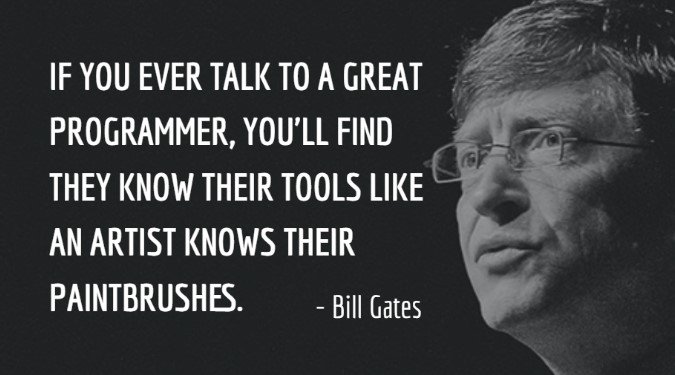 IF YOU EVER TALK TO A GREAT
PROGRAMMER, YOU'LL FIND
THEY KNOW THEIR TOOLS LIKE
AN ARTIST KNOWS THEIR
PAINTBRUSHES.
- Bill Gates